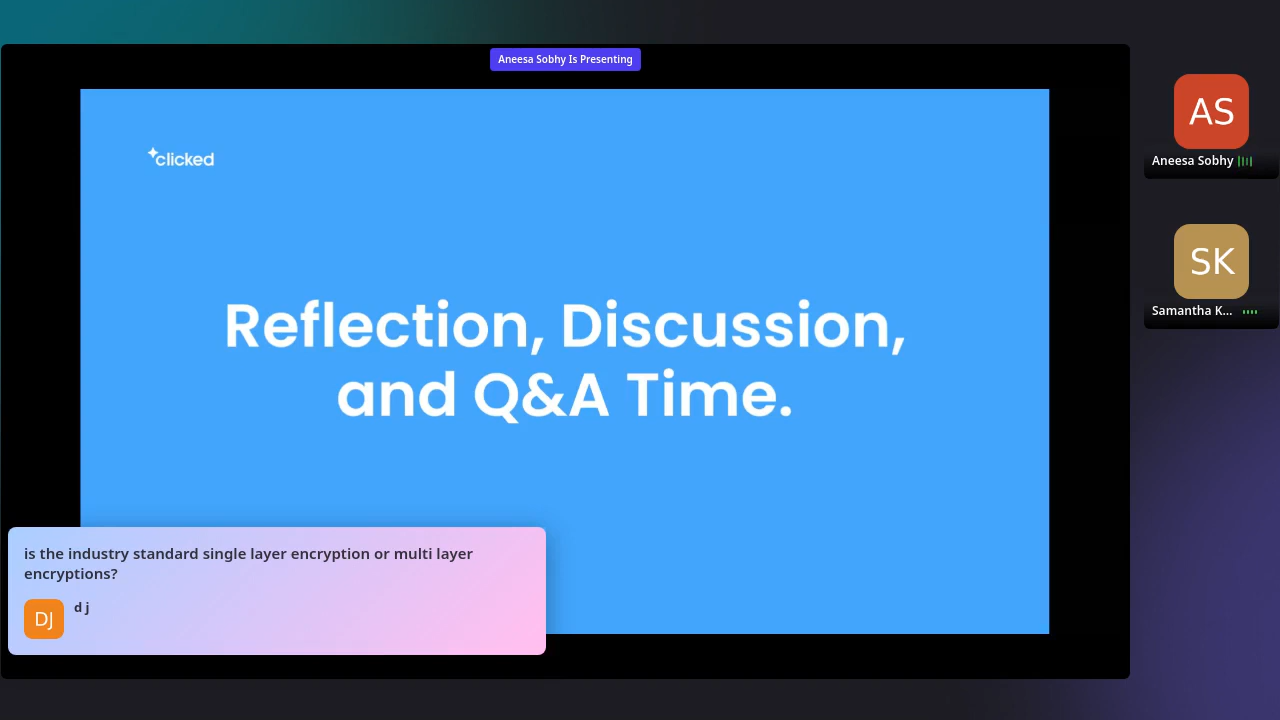 Aneesa Sobhy Is Presenting
clicked
Reflection, Discussion,
and Q&A Time.
is the industry standard single layer encryption or multi layer
encryptions?
DJ
d j
AS
Aneesa Sobhy
SK
Samantha K...